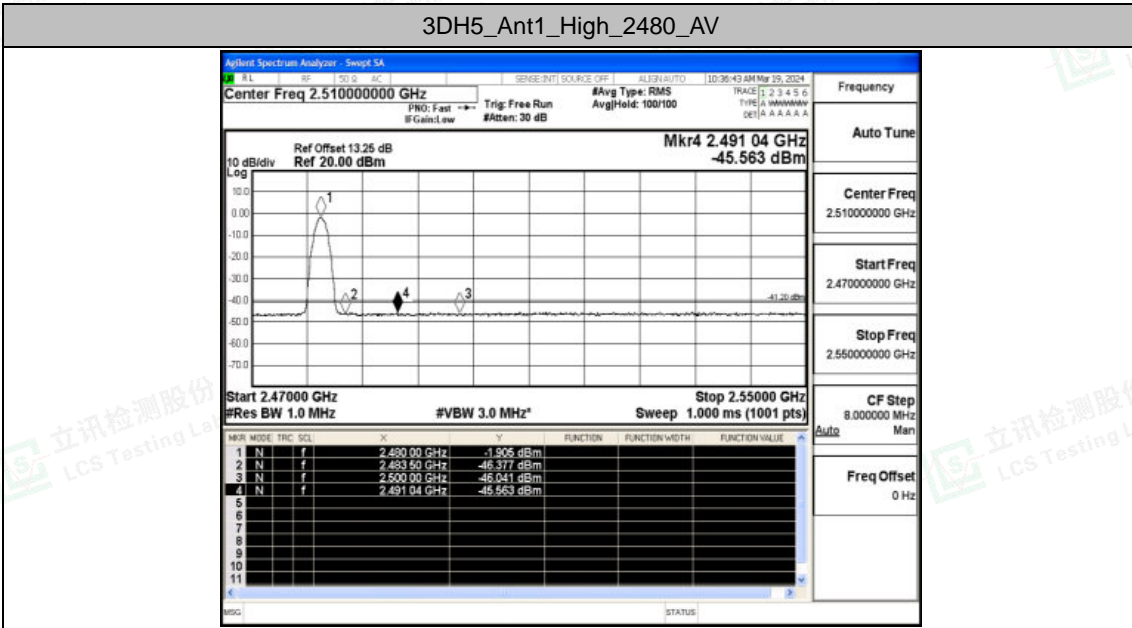 3DH5_Ant1_High_2480_AV
Agilent Spectrum Analyzer - Swept SA
RL RF 50 Ω AC SENSE:INT SOURCE OFF ALIGN AUTO 10:36:43 AM Mar 19, 2024
Center Freq 2.510000000 GHz
PNO: Fast
IFGain:Low
Trig: Free Run
#Atten: 30 dB
#Avg Type: RMS
Avg|Hold: 100/100
TRACE 1 2 3 4 5 6
TYPE A WWWWW
DET A A A A A A
Mkr4 2.491 04 GHz
-45.563 dBm
Ref Offset 13.25 dB
10 dB/div Ref 20.00 dBm
Log
10.0
0.00
-10.0
-20.0
-30.0
-40.0
-50.0
-60.0
-70.0
1
2
4
3
-41.20 dBm
Start 2.47000 GHz Stop 2.55000 GHz
#Res BW 1.0 MHz #VBW 3.0 MHz* Sweep 1.000 ms (1001 pts)
MKR MODE TRC SCL X Y FUNCTION FUNCTION WIDTH FUNCTION VALUE
1 N f 2.480 00 GHz -1.905 dBm
2 N f 2.483 50 GHz -46.377 dBm
3 N f 2.500 00 GHz -46.041 dBm
4 N f 2.491 04 GHz -45.563 dBm
5
6
7
8
9
10
11
MSG STATUS
Frequency
Auto Tune
Center Freq
2.510000000 GHz
Start Freq
2.470000000 GHz
Stop Freq
2.550000000 GHz
CF Step
8.000000 MHz
Auto Man
Freq Offset
0 Hz
立讯检测股份
LCS Testing Lab
立讯检测股份
LCS Testing L